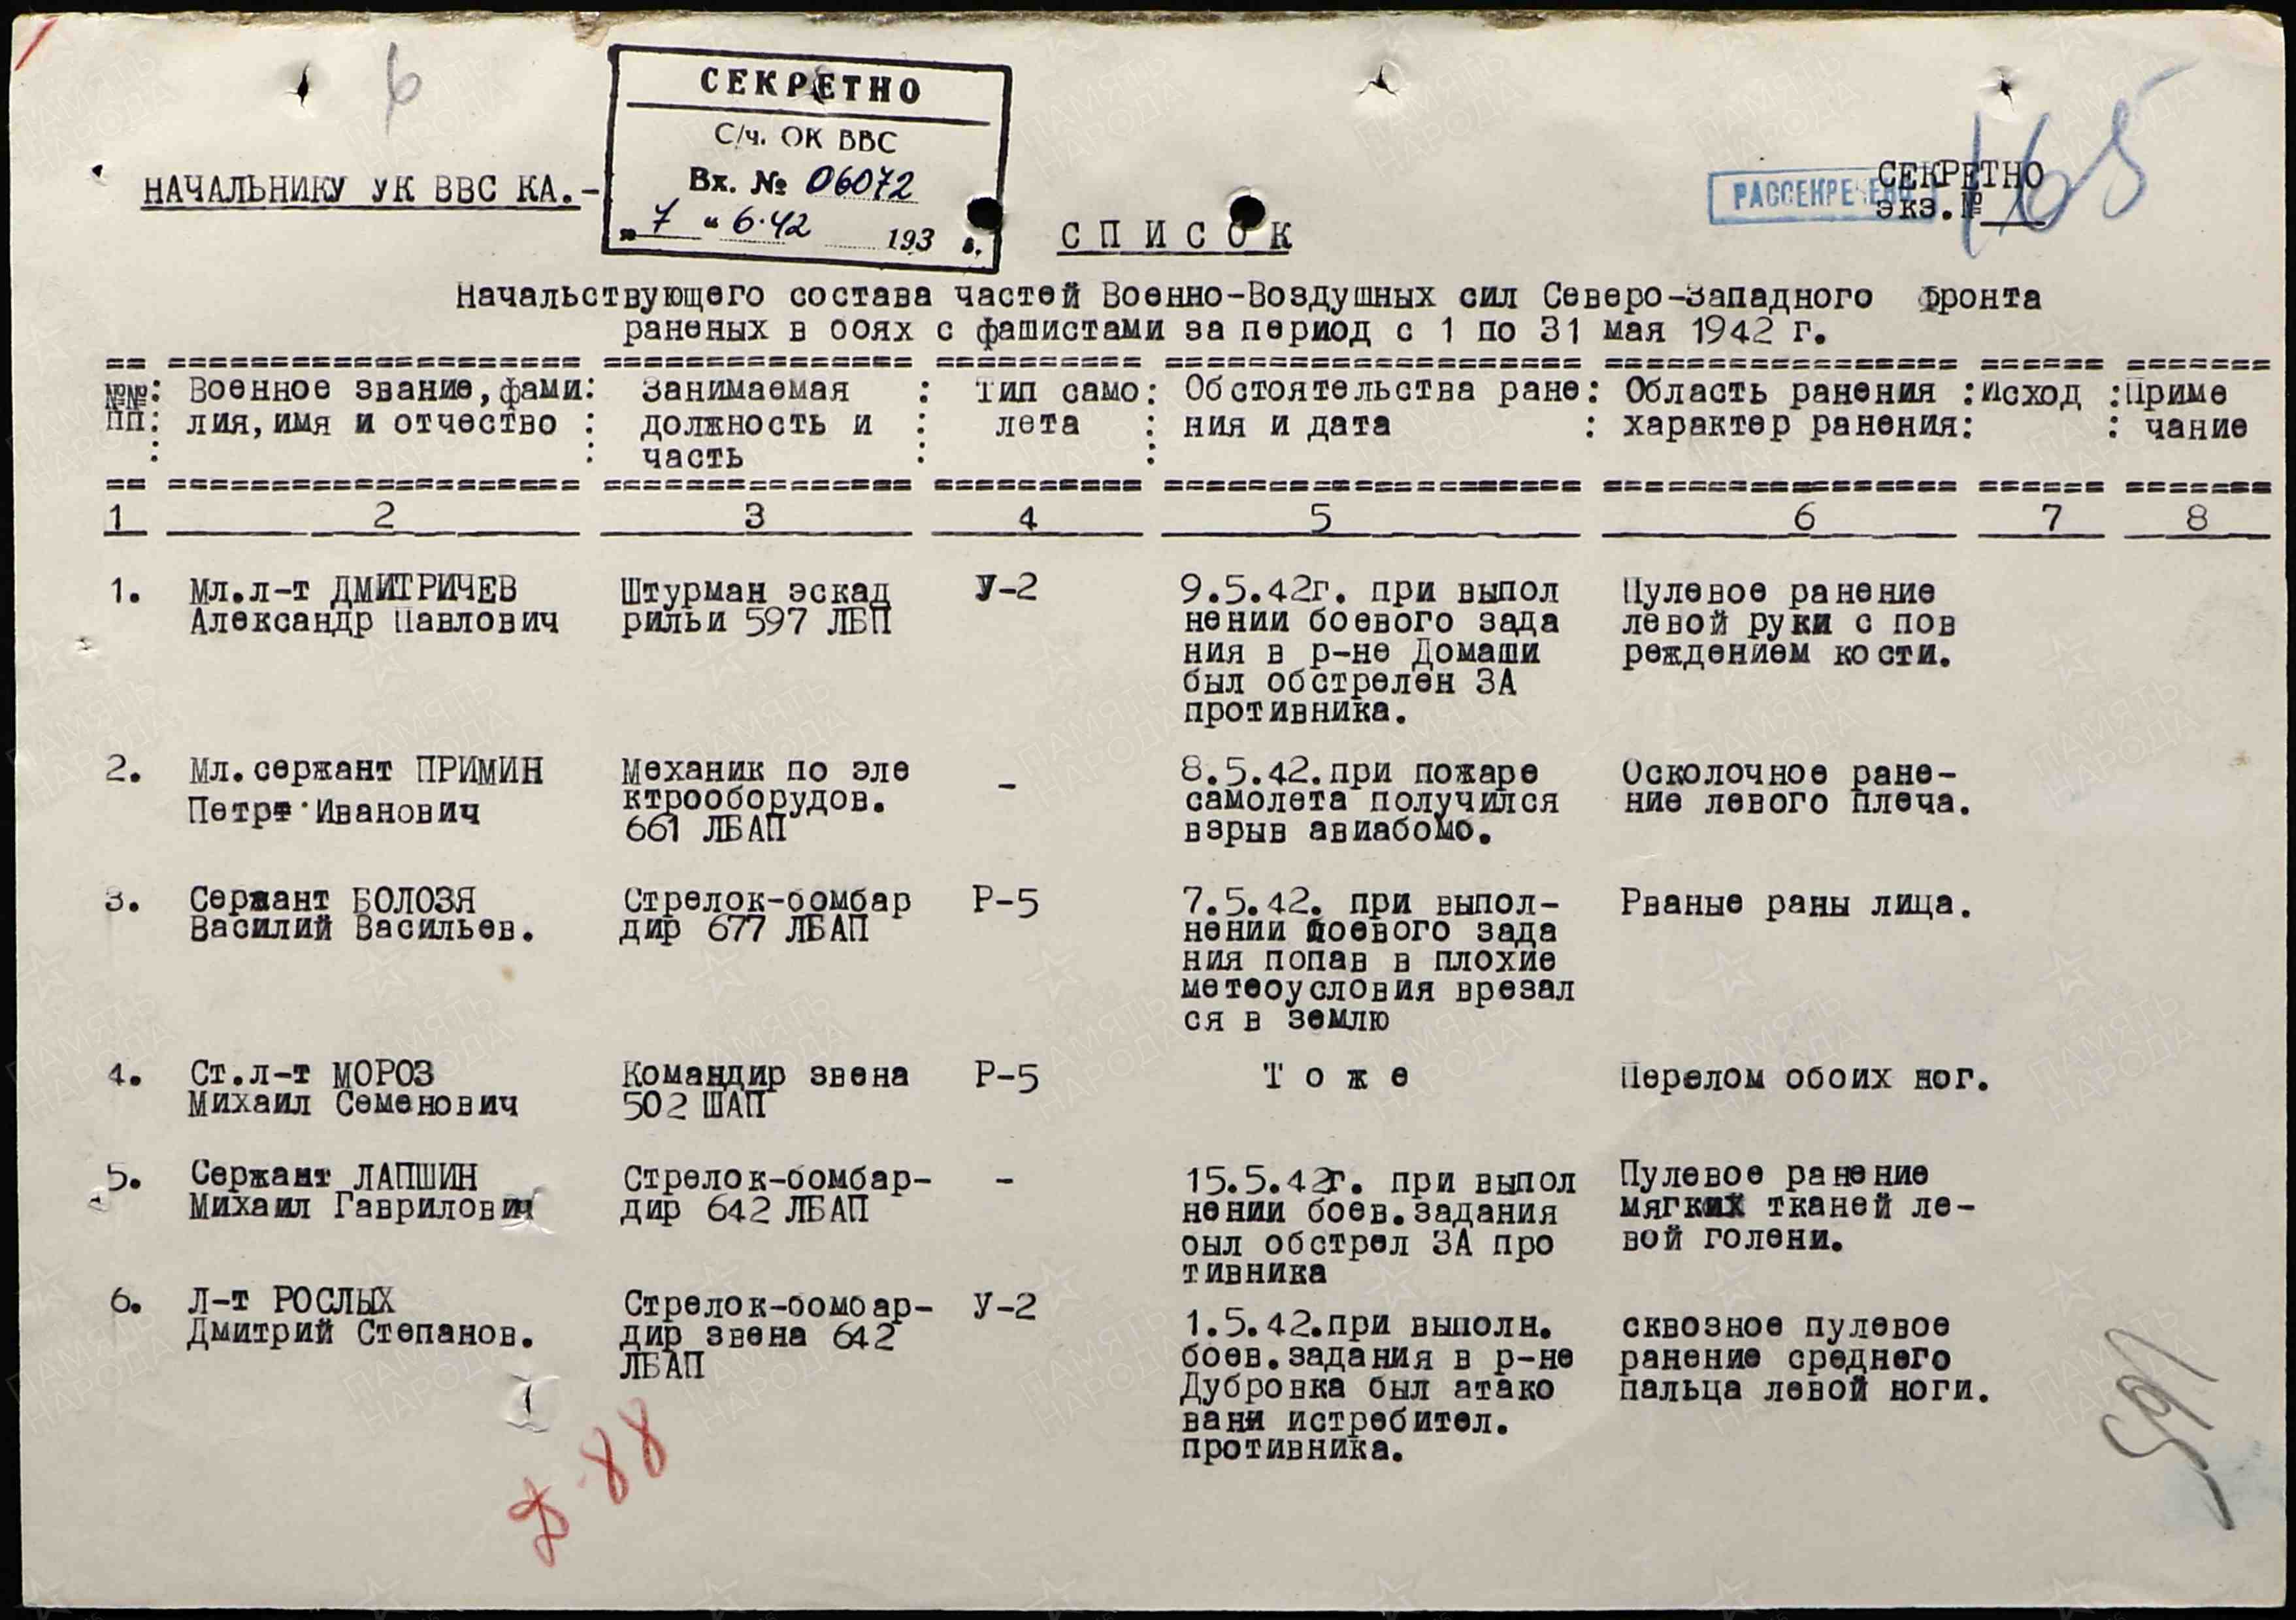 6
СЕКРЕТНО
С/ч. ОК ВВС
Вх. № 06072
„ 7 “ 6.42 193 г.
НАЧАЛЬНИКУ УК ВВС КА.-
РАССЕКРЕЧЕНО
СЕКРЕТНО
экз.№
165
С П И С О К
Начальствующего состава частей Военно-Воздушных сил Северо-Западного Фронта
раненых в боях с фашистами за период с 1 по 31 мая 1942 г.
№№: Военное звание,фами: Занимаемая : Тип само: Обстоятельства ране: Область ранения :Исход :Приме
ПП: лия,имя и отчество : должность и : лета : ния и дата : характер ранения: : чание
: : часть : :
1 2 3 4 5 6 7 8
1. Мл.л-т ДМИТРИЧЕВ
Александр Павлович
Штурман эскад
рильи 597 ЛБП
У-2
9.5.42г. при выпол
нении боевого зада
ния в р-не Домаши
был обстрелен ЗА
противника.
Пулевое ранение
левой руки с пов
реждением кости.
2. Мл.сержант ПРИМИН
Петр Иванович
Механик по эле
ктрооборудов.
661 ЛБАП
-
8.5.42.при пожаре
самолета получился
взрыв авиабомб.
Осколочное ране-
ние левого плеча.
3. Сержант БОЛОЗЯ
Василий Васильев.
Стрелок-бомбар
дир 677 ЛБАП
Р-5
7.5.42. при выпол-
нении боевого зада
ния попав в плохие
метеоусловия врезал
ся в землю
Рваные раны лица.
4. Ст.л-т МОРОЗ
Михаил Семенович
Командир звена
502 ШАП
Р-5
Т о ж е
Перелом обоих ног.
5. Сержант ЛАПШИН
Михаил Гаврилович
Стрелок-бомбар-
дир 642 ЛБАП
-
15.5.42г. при выпол
нении боев.задания
был обстрел ЗА про
тивника
Пулевое ранение
мягких тканей ле-
вой голени.
6. Л-т РОСЛЫХ
Дмитрий Степанов.
Стрелок-бомбар-
дир звена 642
ЛБАП
У-2
1.5.42.при выполн.
боев.задания в р-не
Дубровка был атако
вани истребител.
противника.
сквозное пулевое
ранение среднего
пальца левой ноги.